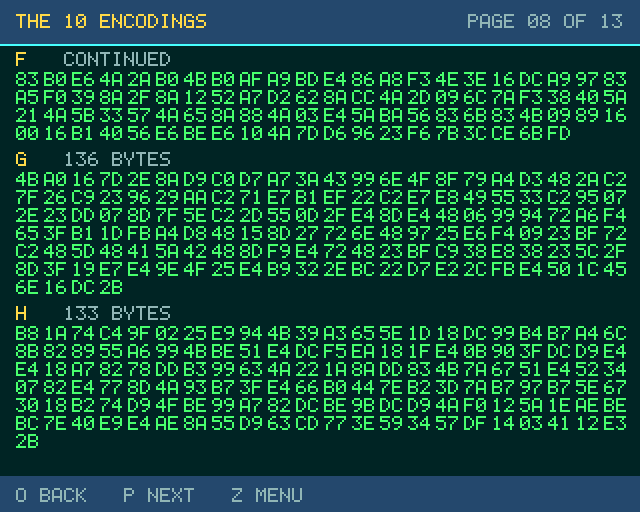 THE 10 ENCODINGS PAGE 08 OF 13
F CONTINUED
83 B0 E6 4A 2A B0 4B B0 AF A9 BD E4 86 A8 F3 4E 3E 16 DC A9 97 83
A5 F0 39 8A 2F 8A 12 52 A7 D2 62 8A CC 4A 2D 09 6C 7A F3 38 40 5A
21 4A 5B 33 57 4A 65 8A 88 4A 03 E4 5A BA 56 83 6B 83 4B 09 89 16
00 16 B1 40 56 E6 BE E6 10 4A 7D D6 96 23 F6 7B 3C CE 6B FD
G 136 BYTES
4B A0 16 7D 2E 8A D9 C0 D7 A7 3A 43 99 6E 4F 8F 79 A4 D3 48 2A C2
7F 26 C9 23 96 29 AA C2 71 E7 B1 EF 22 C2 E7 E8 49 55 33 C2 95 07
2E 23 DD 07 8D 7F 5E C2 2D 55 0D 2F E4 8D E4 48 06 99 94 72 A6 F4
65 3F B1 1D FB A4 D8 48 15 8D 27 72 6E 48 97 25 E6 F4 09 23 BF 72
C2 48 5D 48 41 5A 42 48 8D F9 E4 72 48 23 BF C9 38 E8 38 23 5C 2F
8D 3F 19 E7 E4 9E 4F 25 E4 B9 32 2E BC 22 D7 E2 2C FB E4 50 1C 45
6E 16 DC 2B
H 133 BYTES
B8 1A 74 C4 9F 02 25 E9 94 4B 39 A3 65 5E 1D 18 DC 99 B4 B7 A4 6C
8B 82 89 55 A6 99 4B BE 51 E4 DC F5 EA 18 1F E4 0B 90 3F DC D9 E4
E4 18 A7 82 78 DD B3 99 63 4A 22 1A 8A DD 83 4B 7A 67 51 E4 52 34
07 82 E4 77 8D 4A 93 B7 3F E4 66 B0 44 7E B2 3D 7A B7 97 B7 5E 67
30 18 B2 74 D9 4F BE 99 A7 82 DC BE 9B DC D9 4A F0 12 5A 1E AE BE
BC 7E 40 E9 E4 AE 8A 55 D9 63 CD 77 3E 59 34 57 DF 14 03 41 12 E3
2B
O BACK P NEXT Z MENU